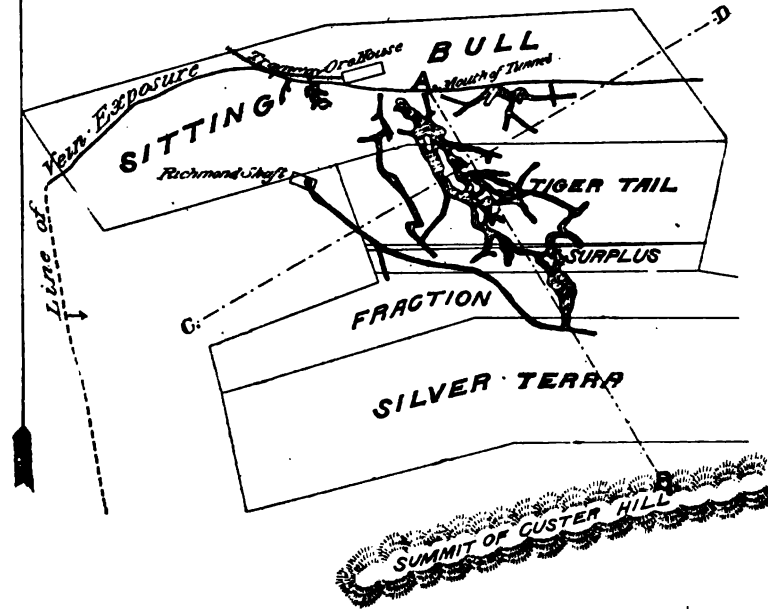 D
BULL
Tramway
Ore House
A
Mouth of Tunnel
Vein Exposure
SITTING
Richmond Shaft
TIGER TAIL
Line of
SURPLUS
C.
FRACTION
SILVER TERRA
B
SUMMIT OF CUSTER HILL